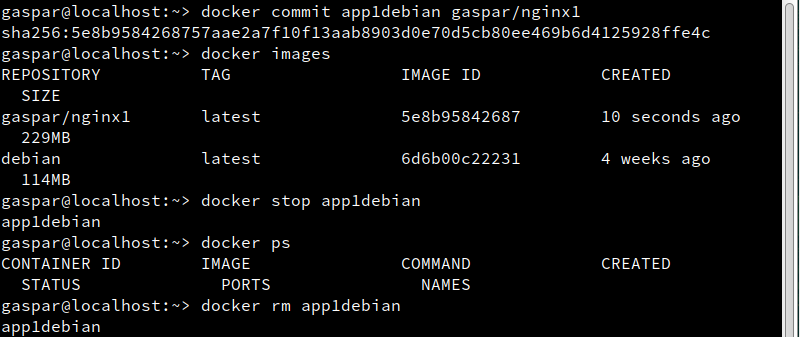 gaspar@localhost:~> docker commit app1debian gaspar/nginx1
sha256:5e8b9584268757aae2a7f10f13aab8903d0e70d5cb80ee469b6d4125928ffe4c
gaspar@localhost:~> docker images
REPOSITORY          TAG                 IMAGE ID            CREATED
  SIZE
gaspar/nginx1       latest              5e8b95842687        10 seconds ago
  229MB
debian              latest              6d6b00c22231        4 weeks ago
  114MB
gaspar@localhost:~> docker stop app1debian
app1debian
gaspar@localhost:~> docker ps
CONTAINER ID        IMAGE               COMMAND             CREATED
  STATUS              PORTS               NAMES
gaspar@localhost:~> docker rm app1debian
app1debian